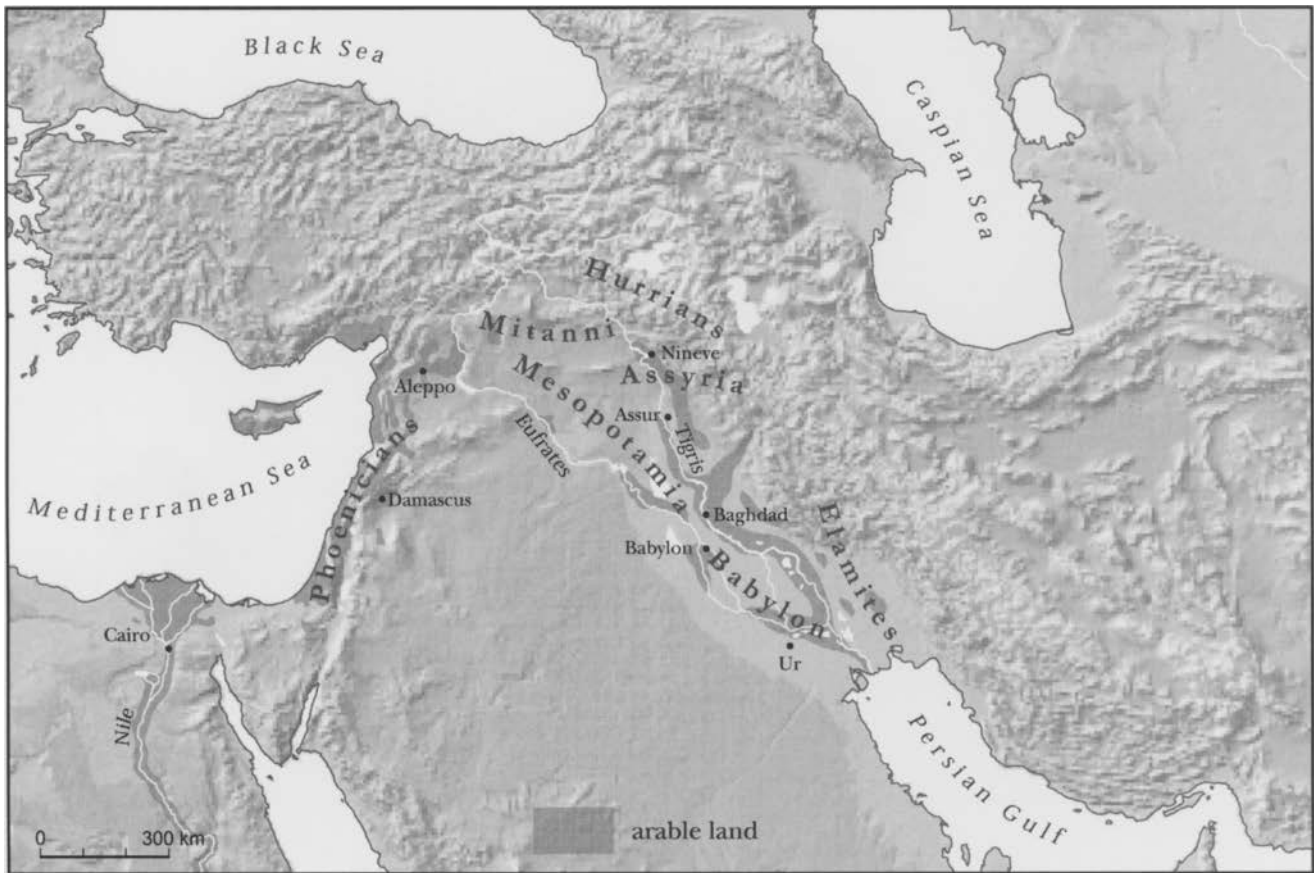 Black Sea
Caspian Sea
Hurrians
Mitanni
Nineve
Assyria
Aleppo
Mesopotamia
Assur
Eufrates
Tigris
Mediterranean Sea
Phoenicians
Damascus
Baghdad
Elamites
Babylon
Babylon
Cairo
Ur
Nile
Persian Gulf
0 300 km
arable land